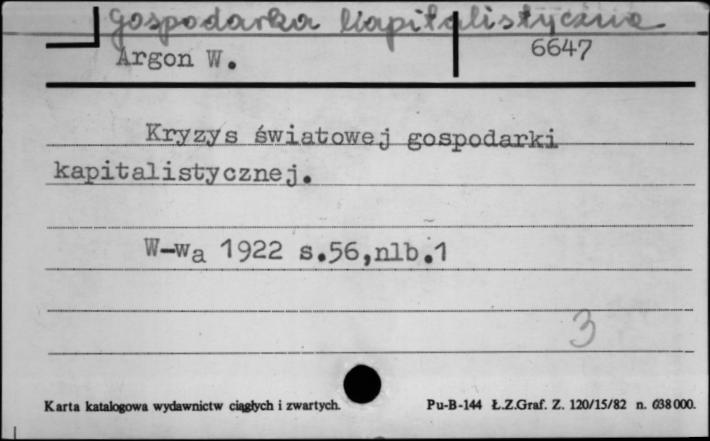 Gospodarka kapitalistyczna
Argon W. 6647
Kryzys światowej gospodarki
kapitalistycznej.
W-wa 1922 s.56,nlb.1
3
Karta katalogowa wydawnictw ciągłych i zwartych. Pu-B-144 Ł.Z.Graf. Z. 120/15/82 n. 638000.